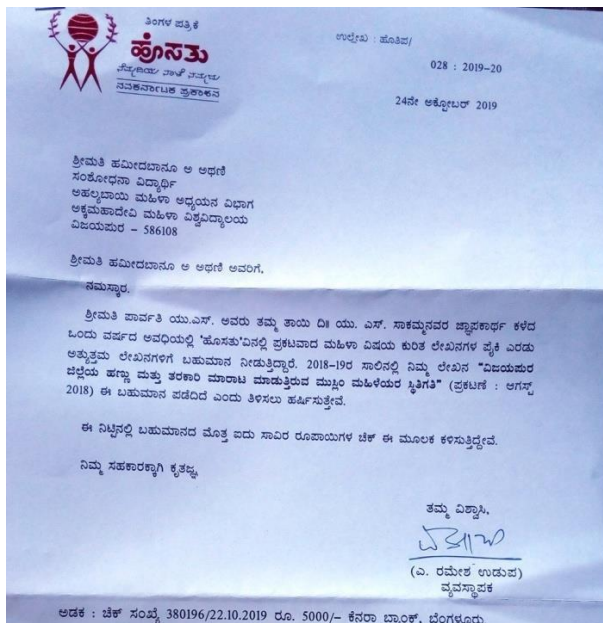 ತಿಂಗಳ ಪತ್ರಿಕೆ
ಹೊಸತು
ನವಕರ್ನಾಟಕ ಪ್ರಕಾಶನ
ಉಲ್ಲೇಖ : ಹೊತಿಪ/
028 : 2019-20
24ನೇ ಅಕ್ಟೋಬರ್ 2019
ಶ್ರೀಮತಿ ಹಮೀದಬಾನೂ ಅ ಅಥಣಿ
ಸಂಶೋಧನಾ ವಿದ್ಯಾರ್ಥಿ
ಅಹಲ್ಯಬಾಯಿ ಮಹಿಳಾ ಅಧ್ಯಯನ ವಿಭಾಗ
ಅಕ್ಕಮಹಾದೇವಿ ಮಹಿಳಾ ವಿಶ್ವವಿದ್ಯಾಲಯ
ವಿಜಯಪುರ – 586108
ಶ್ರೀಮತಿ ಹಮೀದಬಾನೂ ಅ ಅಥಣಿ ಅವರಿಗೆ,
ನಮಸ್ಕಾರ.
ಶ್ರೀಮತಿ ಪಾರ್ವತಿ ಯು.ಎಸ್. ಅವರು ತಮ್ಮ ತಾಯಿ ದಿ॥ ಯು. ಎಸ್. ಸಾಕಮ್ಮನವರ ಜ್ಞಾಪಕಾರ್ಥ ಕಳೆದ
ಒಂದು ವರ್ಷದ ಅವಧಿಯಲ್ಲಿ 'ಹೊಸತು'ವಿನಲ್ಲಿ ಪ್ರಕಟವಾದ ಮಹಿಳಾ ವಿಷಯ ಕುರಿತ ಲೇಖನಗಳ ಪೈಕಿ ಎರಡು
ಅತ್ಯುತ್ತಮ ಲೇಖನಗಳಿಗೆ ಬಹುಮಾನ ನೀಡುತ್ತಿದ್ದಾರೆ. 2018-19ರ ಸಾಲಿನಲ್ಲಿ ನಿಮ್ಮ ಲೇಖನ "ವಿಜಯಪುರ
ಜಿಲ್ಲೆಯ ಹಣ್ಣು ಮತ್ತು ತರಕಾರಿ ಮಾರಾಟ ಮಾಡುತ್ತಿರುವ ಮುಸ್ಲಿಂ ಮಹಿಳೆಯರ ಸ್ಥಿತಿಗತಿ" (ಪ್ರಕಟಣೆ : ಆಗಸ್ಟ್
2018) ಈ ಬಹುಮಾನ ಪಡೆದಿದೆ ಎಂದು ತಿಳಿಸಲು ಹರ್ಷಿಸುತ್ತೇವೆ.
ಈ ನಿಟ್ಟಿನಲ್ಲಿ ಬಹುಮಾನದ ಮೊತ್ತ ಐದು ಸಾವಿರ ರೂಪಾಯಿಗಳ ಚೆಕ್ ಈ ಮೂಲಕ ಕಳಿಸುತ್ತಿದ್ದೇವೆ.
ನಿಮ್ಮ ಸಹಕಾರಕ್ಕಾಗಿ ಕೃತಜ್ಞ,
ತಮ್ಮ ವಿಶ್ವಾಸಿ,
(ಎ. ರಮೇಶ ಉಡುಪ)
ವ್ಯವಸ್ಥಾಪಕ
ಅಡಕ : ಚೆಕ್ ಸಂಖ್ಯೆ 380196/22.10.2019 ರೂ. 5000/- ಕೆನರಾ ಬ್ಯಾಂಕ್, ಬೆಂಗಳೂರು